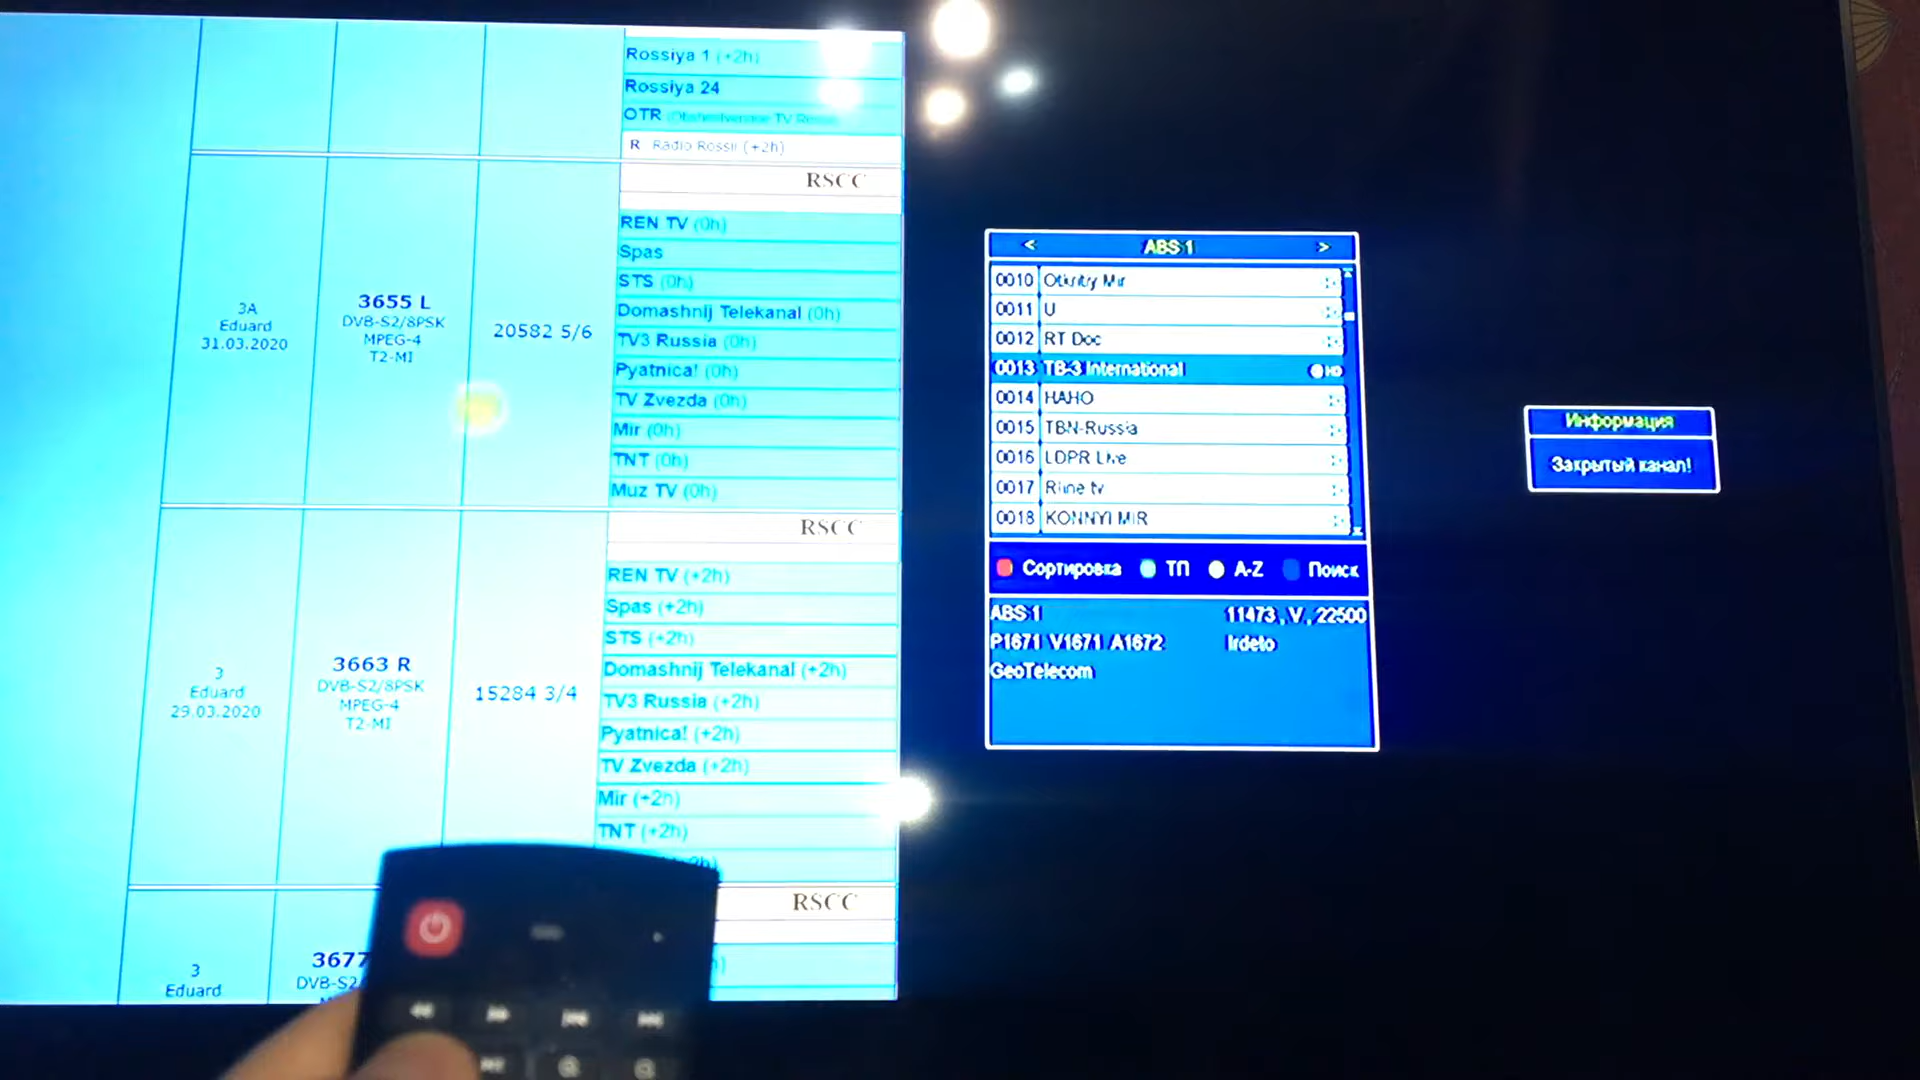 Rossiya 1 (+2h)
Rossiya 24
OTR
R Radio Rossii (+2h)
RSCC
3A
Eduard
31.03.2020
3655 L
DVB-S2/8PSK
MPEG-4
T2-MI
20582 5/6
REN TV (0h)
Spas
STS (0h)
Domashnij Telekanal (0h)
TV3 Russia (0h)
Pyatnica! (0h)
TV Zvezda (0h)
Mir (0h)
TNT (0h)
Muz TV (0h)
RSCC
3
Eduard
29.03.2020
3663 R
DVB-S2/8PSK
MPEG-4
T2-MI
15284 3/4
REN TV (+2h)
Spas (+2h)
STS (+2h)
Domashnij Telekanal (+2h)
TV3 Russia (+2h)
Pyatnica! (+2h)
TV Zvezda (+2h)
Mir (+2h)
TNT (+2h)
RSCC
3
Eduard
3677
DVB-S2/
< ABS 1 >
0010 Otkrity Mir
0011 U
0012 RT Doc
0013 ТВ-3 International HD
0014 НАНО
0015 TBN-Russia
0016 LDPR Live
0017 Rline tv
0018 KONNYI MIR
Сортировка ТП A-Z Поиск
ABS 1 11473 , V , 22500
P1671 V1671 A1672 Irdeto
GeoTelecom
Информация
Закрытый канал!